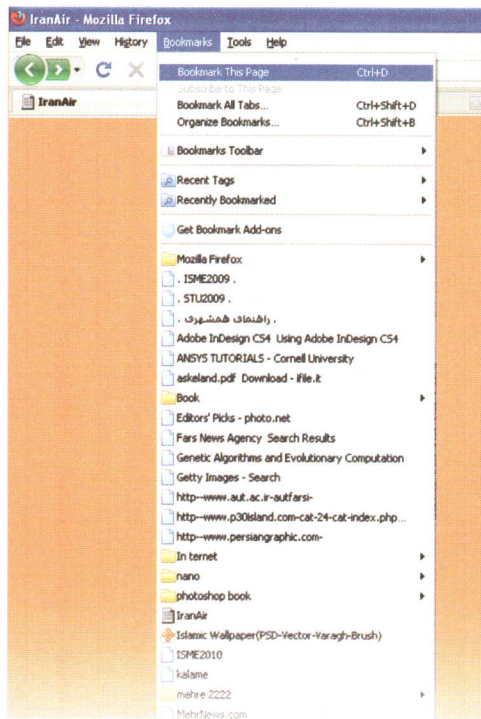 IranAir - Mozilla Firefox
File Edit View History Bookmarks Tools Help
Bookmark This Page Ctrl+D
Subscribe to This Page
IranAir
Bookmark All Tabs... Ctrl+Shift+D
Organize Bookmarks... Ctrl+Shift+B
Bookmarks Toolbar
Recent Tags
Recently Bookmarked
Get Bookmark Add-ons
Mozilla Firefox
. ISME2009 .
. STU2009 .
. راهنمای همشهری .
Adobe InDesign CS4 Using Adobe InDesign CS4
ANSYS TUTORIALS - Cornell University
askeland.pdf Download - ifile.it
Book
Editors' Picks - photo.net
Fars News Agency Search Results
Genetic Algorithms and Evolutionary Computation
Getty Images - Search
http--www.aut.ac.ir-autfarsi-
http--www.p30island.com-cat-24-cat-index.php...
http--www.persiangraphic.com-
In ternet
nano
photoshop book
IranAir
Islamic Wallpaper(PSD-Vector-Varagh-Brush)
ISME2010
kalame
mehre 2222
MehrNews.com